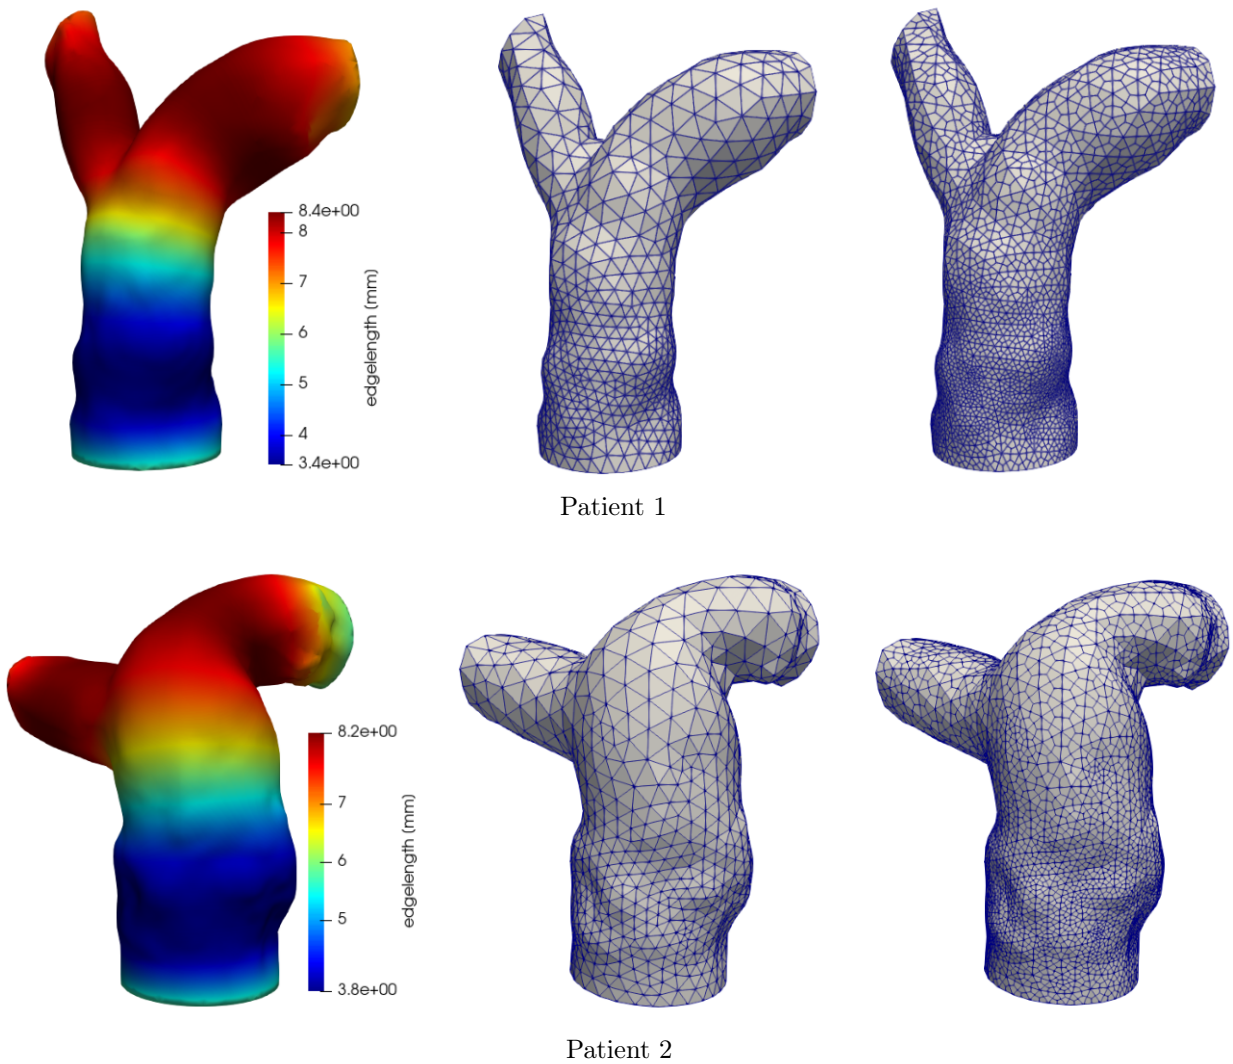 8.4e+00
8
7
6
5
4
3.4e+00
edgelength (mm)
Patient 1
8.2e+00
7
6
5
3.8e+00
edgelength (mm)
Patient 2